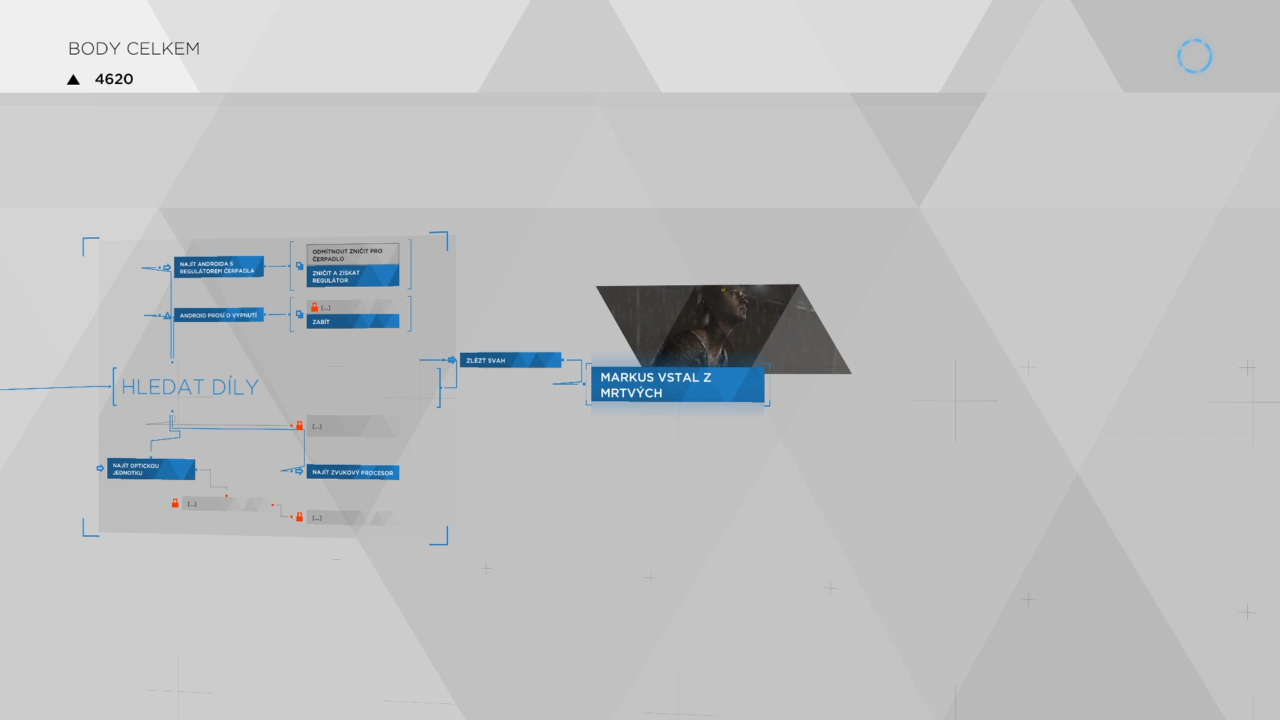 BODY CELKEM
4620
NAJÍT ANDROIDA S
REGULÁTOREM ČERPADLA
ODMÍTNOUT ZNIČIT PRO
ČERPADLO
ZNIČIT A ZÍSKAT
REGULÁTOR
ANDROID PROSÍ O VYPNUTÍ
[...]
ZABÍT
ZLÉZT SVAH
MARKUS VSTAL Z
MRTVÝCH
HLEDAT DÍLY
[...]
NAJÍT OPTICKOU
JEDNOTKU
NAJÍT ZVUKOVÝ PROCESOR
[...]
[...]